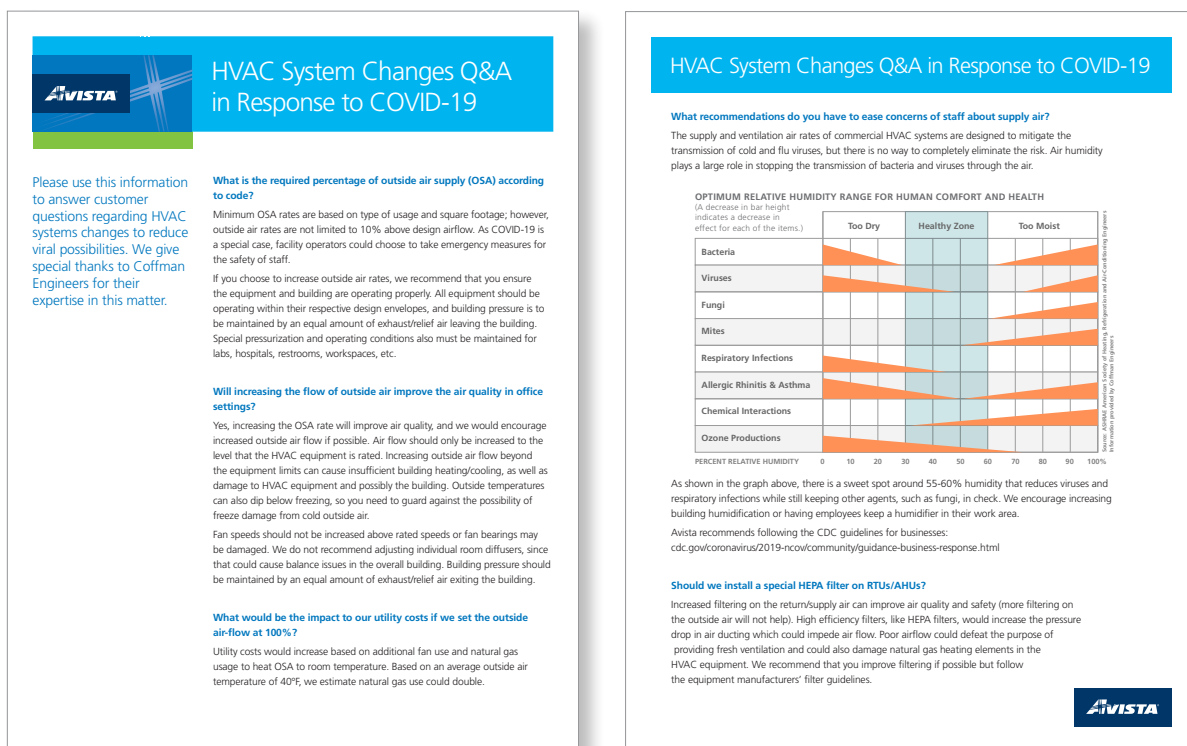 AVISTA
HVAC System Changes Q&A
in Response to COVID-19
Please use this information
to answer customer
questions regarding HVAC
systems changes to reduce
viral possibilities. We give
special thanks to Coffman
Engineers for their
expertise in this matter.
What is the required percentage of outside air supply (OSA) according
to code?
Minimum OSA rates are based on type of usage and square footage; however,
outside air rates are not limited to 10% above design airflow. As COVID-19 is
a special case, facility operators could choose to take emergency measures for
the safety of staff.
If you choose to increase outside air rates, we recommend that you ensure
the equipment and building are operating properly. All equipment should be
operating within their respective design envelopes, and building pressure is to
be maintained by an equal amount of exhaust/relief air leaving the building.
Special pressurization and operating conditions also must be maintained for
labs, hospitals, restrooms, workspaces, etc.
Will increasing the flow of outside air improve the air quality in office
settings?
Yes, increasing the OSA rate will improve air quality, and we would encourage
increased outside air flow if possible. Air flow should only be increased to the
level that the HVAC equipment is rated. Increasing outside air flow beyond
the equipment limits can cause insufficient building heating/cooling, as well as
damage to HVAC equipment and possibly the building. Outside temperatures
can also dip below freezing, so you need to guard against the possibility of
freeze damage from cold outside air.
Fan speeds should not be increased above rated speeds or fan bearings may
be damaged. We do not recommend adjusting individual room diffusers, since
that could cause balance issues in the overall building. Building pressure should
be maintained by an equal amount of exhaust/relief air exiting the building.
What would be the impact to our utility costs if we set the outside
air-flow at 100%?
Utility costs would increase based on additional fan use and natural gas
usage to heat OSA to room temperature. Based on an average outside air
temperature of 40ºF, we estimate natural gas use could double.
HVAC System Changes Q&A in Response to COVID-19
What recommendations do you have to ease concerns of staff about supply air?
The supply and ventilation air rates of commercial HVAC systems are designed to mitigate the
transmission of cold and flu viruses, but there is no way to completely eliminate the risk. Air humidity
plays a large role in stopping the transmission of bacteria and viruses through the air.
OPTIMUM RELATIVE HUMIDITY RANGE FOR HUMAN COMFORT AND HEALTH
(A decrease in bar height
indicates a decrease in
effect for each of the items.)
Too Dry Healthy Zone Too Moist
Bacteria
Viruses
Fungi
Mites
Respiratory Infections
Allergic Rhinitis & Asthma
Chemical Interactions
Ozone Productions
PERCENT RELATIVE HUMIDITY 0 10 20 30 40 50 60 70 80 90 100%
Source: ASHRAE American Society of Heating, Refrigeration and Air-Conditioning Engineers
Information provided by Coffman Engineers
As shown in the graph above, there is a sweet spot around 55-60% humidity that reduces viruses and
respiratory infections while still keeping other agents, such as fungi, in check. We encourage increasing
building humidification or having employees keep a humidifier in their work area.
Avista recommends following the CDC guidelines for businesses:
cdc.gov/coronavirus/2019-ncov/community/guidance-business-response.html
Should we install a special HEPA filter on RTUs/AHUs?
Increased filtering on the return/supply air can improve air quality and safety (more filtering on
the outside air will not help). High efficiency filters, like HEPA filters, would increase the pressure
drop in air ducting which could impede air flow. Poor airflow could defeat the purpose of
providing fresh ventilation and could also damage natural gas heating elements in the
HVAC equipment. We recommend that you improve filtering if possible but follow
the equipment manufacturers' filter guidelines.
AVISTA